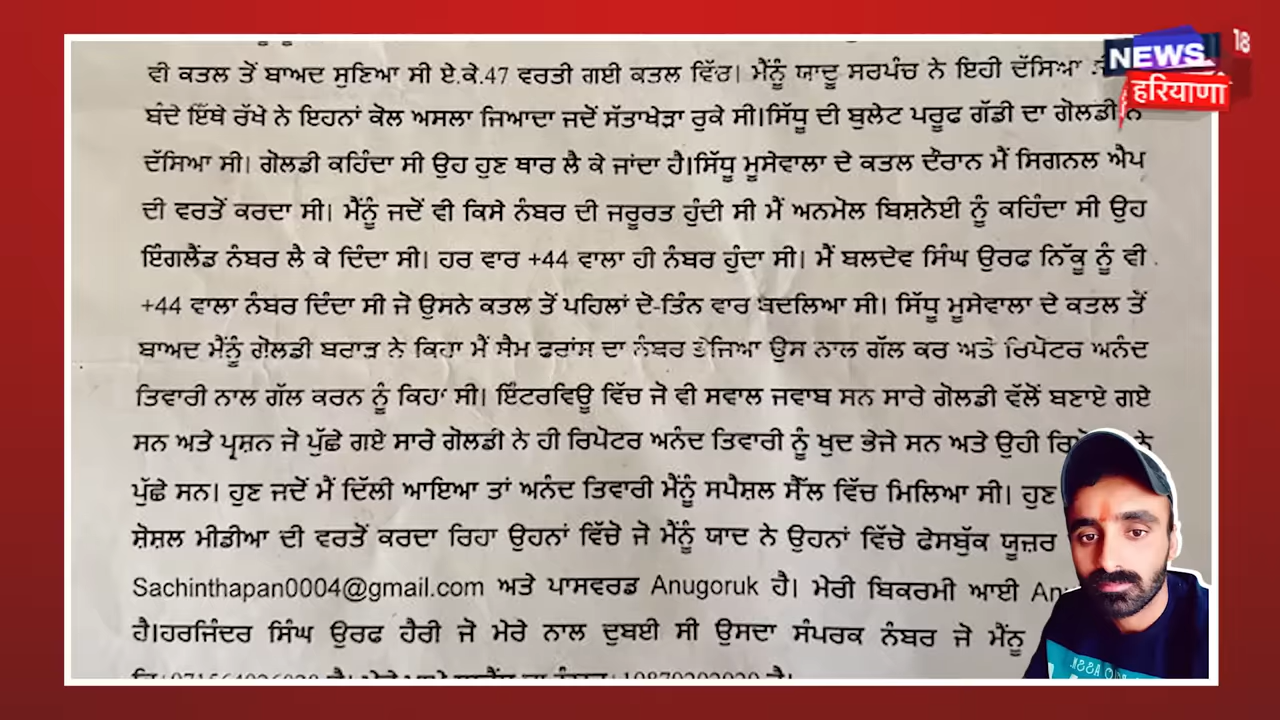 NEWS 18
हरियाणा
ਵੀ ਕਤਲ ਤੋਂ ਬਾਅਦ ਸੁਣਿਆ ਸੀ ਏ.ਕੇ.47 ਵਰਤੀ ਗਈ ਕਤਲ ਵਿੱਚ। ਮੈਂਨੂੰ ਯਾਦੂ ਸਰਪੰਚ ਨੇ ਇਹੀ ਦੱਸਿਆ
ਬੰਦੇ ਇੱਥੇ ਰੱਖੇ ਨੇ ਇਹਨਾਂ ਕੋਲ ਅਸਲਾ ਜਿਆਦਾ ਜਦੋਂ ਸੱਤਾਖੇੜਾ ਰੁਕੇ ਸੀ।ਸਿੱਧੂ ਦੀ ਬੁਲੇਟ ਪਰੂਫ ਗੱਡੀ ਦਾ ਗੋਲਡੀ ਨੇ
ਦੱਸਿਆ ਸੀ। ਗੋਲਡੀ ਕਹਿੰਦਾ ਸੀ ਉਹ ਹੁਣ ਥਾਰ ਲੈ ਕੇ ਜਾਂਦਾ ਹੈ।ਸਿੱਧੂ ਮੂਸੇਵਾਲਾ ਦੇ ਕਤਲ ਦੌਰਾਨ ਮੈਂ ਸਿਗਨਲ ਐਪ
ਦੀ ਵਰਤੋਂ ਕਰਦਾ ਸੀ। ਮੈਂਨੂੰ ਜਦੋਂ ਵੀ ਕਿਸੇ ਨੰਬਰ ਦੀ ਜਰੂਰਤ ਹੁੰਦੀ ਸੀ ਮੈਂ ਅਨਮੋਲ ਬਿਸ਼ਨੋਈ ਨੂੰ ਕਹਿੰਦਾ ਸੀ ਉਹ
ਇੰਗਲੈਂਡ ਨੰਬਰ ਲੈ ਕੇ ਦਿੰਦਾ ਸੀ। ਹਰ ਵਾਰ +44 ਵਾਲਾ ਹੀ ਨੰਬਰ ਹੁੰਦਾ ਸੀ। ਮੈਂ ਬਲਦੇਵ ਸਿੰਘ ਉਰਫ ਨਿੱਕੂ ਨੂੰ ਵੀ
+44 ਵਾਲਾ ਨੰਬਰ ਦਿੰਦਾ ਸੀ ਜੋ ਉਸਨੇ ਕਤਲ ਤੋਂ ਪਹਿਲਾਂ ਦੋ-ਤਿੰਨ ਵਾਰ ਬਦਲਿਆ ਸੀ। ਸਿੱਧੂ ਮੂਸੇਵਾਲਾ ਦੇ ਕਤਲ ਤੋਂ
ਬਾਅਦ ਮੈਂਨੂੰ ਗੋਲਡੀ ਬਰਾੜ ਨੇ ਕਿਹਾ ਮੈਂ ਸੈਮ ਫਰਾਂਸ ਦਾ ਨੰਬਰ ਭੇਜਿਆ ਉਸ ਨਾਲ ਗੱਲ ਕਰ ਅਤੇ ਰਿਪੋਟਰ ਅਨੰਦ
ਤਿਵਾਰੀ ਨਾਲ ਗੱਲ ਕਰਨ ਨੂੰ ਕਿਹਾ ਸੀ। ਇੰਟਰਵਿਊ ਵਿੱਚ ਜੋ ਵੀ ਸਵਾਲ ਜਵਾਬ ਸਨ ਸਾਰੇ ਗੋਲਡੀ ਵੱਲੋਂ ਬਣਾਏ ਗਏ
ਸਨ ਅਤੇ ਪ੍ਰਸ਼ਨ ਜੋ ਪੁੱਛੇ ਗਏ ਸਾਰੇ ਗੋਲਡੀ ਨੇ ਹੀ ਰਿਪੋਟਰ ਅਨੰਦ ਤਿਵਾਰੀ ਨੂੰ ਖੁਦ ਭੇਜੇ ਸਨ ਅਤੇ ਉਹੀ ਨੇ
ਪੁੱਛੇ ਸਨ। ਹੁਣ ਜਦੋਂ ਮੈਂ ਦਿੱਲੀ ਆਇਆ ਤਾਂ ਅਨੰਦ ਤਿਵਾਰੀ ਮੈਂਨੂੰ ਸਪੈਸ਼ਲ ਸੈੱਲ ਵਿੱਚ ਮਿਲਿਆ ਸੀ। ਹੁਣ
ਸ਼ੋਸ਼ਲ ਮੀਡੀਆ ਦੀ ਵਰਤੋਂ ਕਰਦਾ ਰਿਹਾ ਉਹਨਾਂ ਵਿੱਚੋ ਜੋ ਮੈਂਨੂੰ ਯਾਦ ਨੇ ਉਹਨਾਂ ਵਿੱਚੋ ਫੇਸਬੁੱਕ ਯੂਜ਼ਰ
Sachinthapan0004@gmail.com ਅਤੇ ਪਾਸਵਰਡ Anugoruk ਹੈ। ਮੇਰੀ ਬਿਕਰਮੀ ਆਈ
ਹੈ।ਹਰਜਿੰਦਰ ਸਿੰਘ ਉਰਫ ਹੈਰੀ ਜੋ ਮੇਰੇ ਨਾਲ ਦੁਬਈ ਸੀ ਉਸਦਾ ਸੰਪਰਕ ਨੰਬਰ ਜੋ ਮੈਂਨੂ